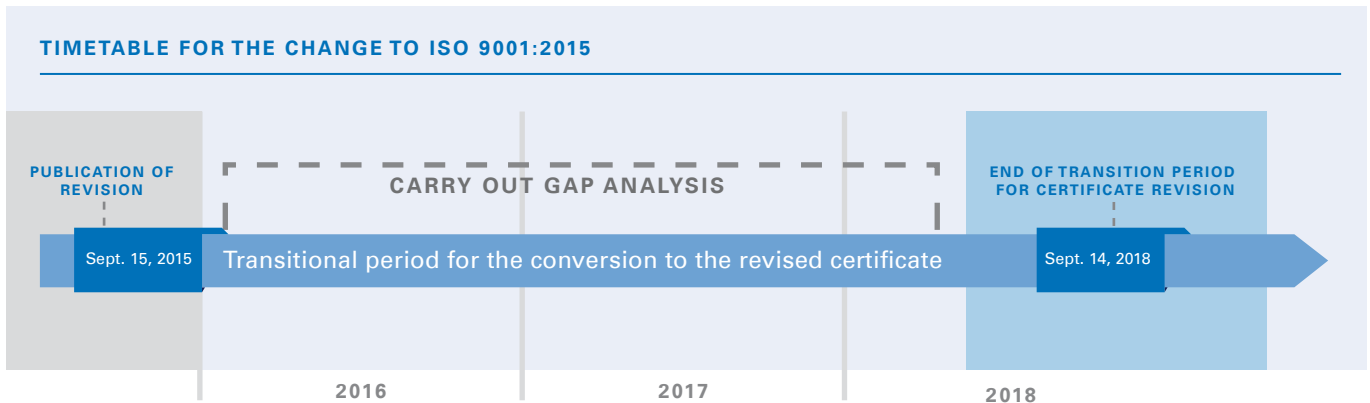 TIMETABLE FOR THE CHANGE TO ISO 9001:2015
PUBLICATION OF
REVISION
CARRY OUT GAP ANALYSIS
END OF TRANSITION PERIOD
FOR CERTIFICATE REVISION
Sept. 15, 2015
Transitional period for the conversion to the revised certificate
Sept. 14, 2018
2016
2017
2018